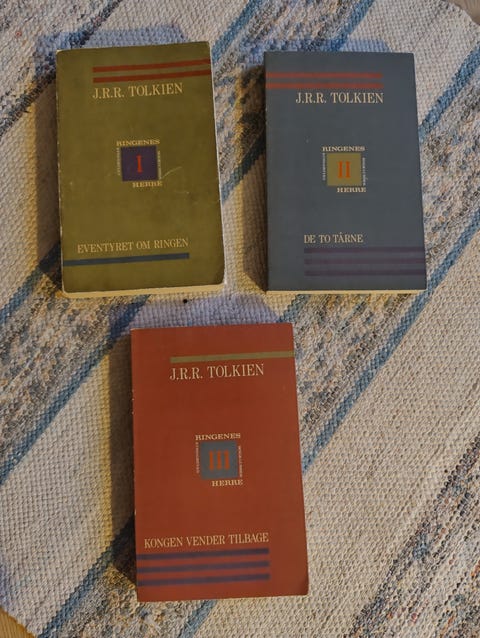 J.R.R. TOLKIEN
RINGENES
I
HERRE
EVENTYRET OM RINGEN
J.R.R. TOLKIEN
RINGENES
II
HERRE
DE TO TÅRNE
J.R.R. TOLKIEN
RINGENES
III
HERRE
KONGEN VENDER TILBAGE